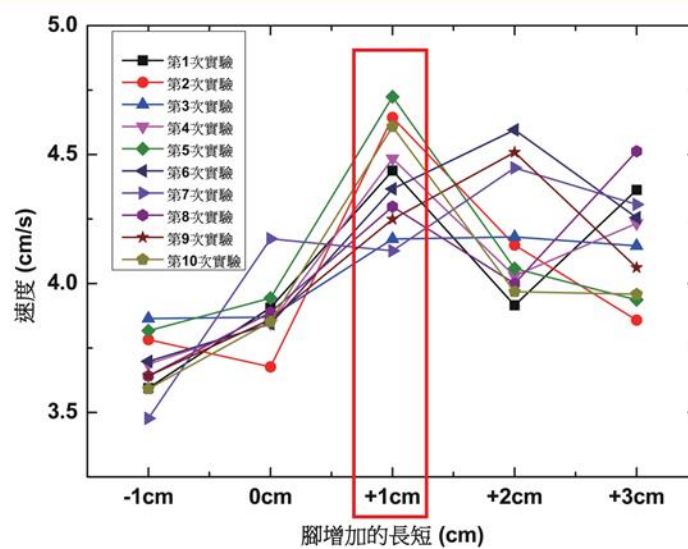 5.0
4.5
4.0
3.5
速度 (cm/s)
第1次實驗
第2次實驗
第3次實驗
第4次實驗
第5次實驗
第6次實驗
第7次實驗
第8次實驗
第9次實驗
第10次實驗
-1cm 0cm +1cm +2cm +3cm
腳增加的長短 (cm)